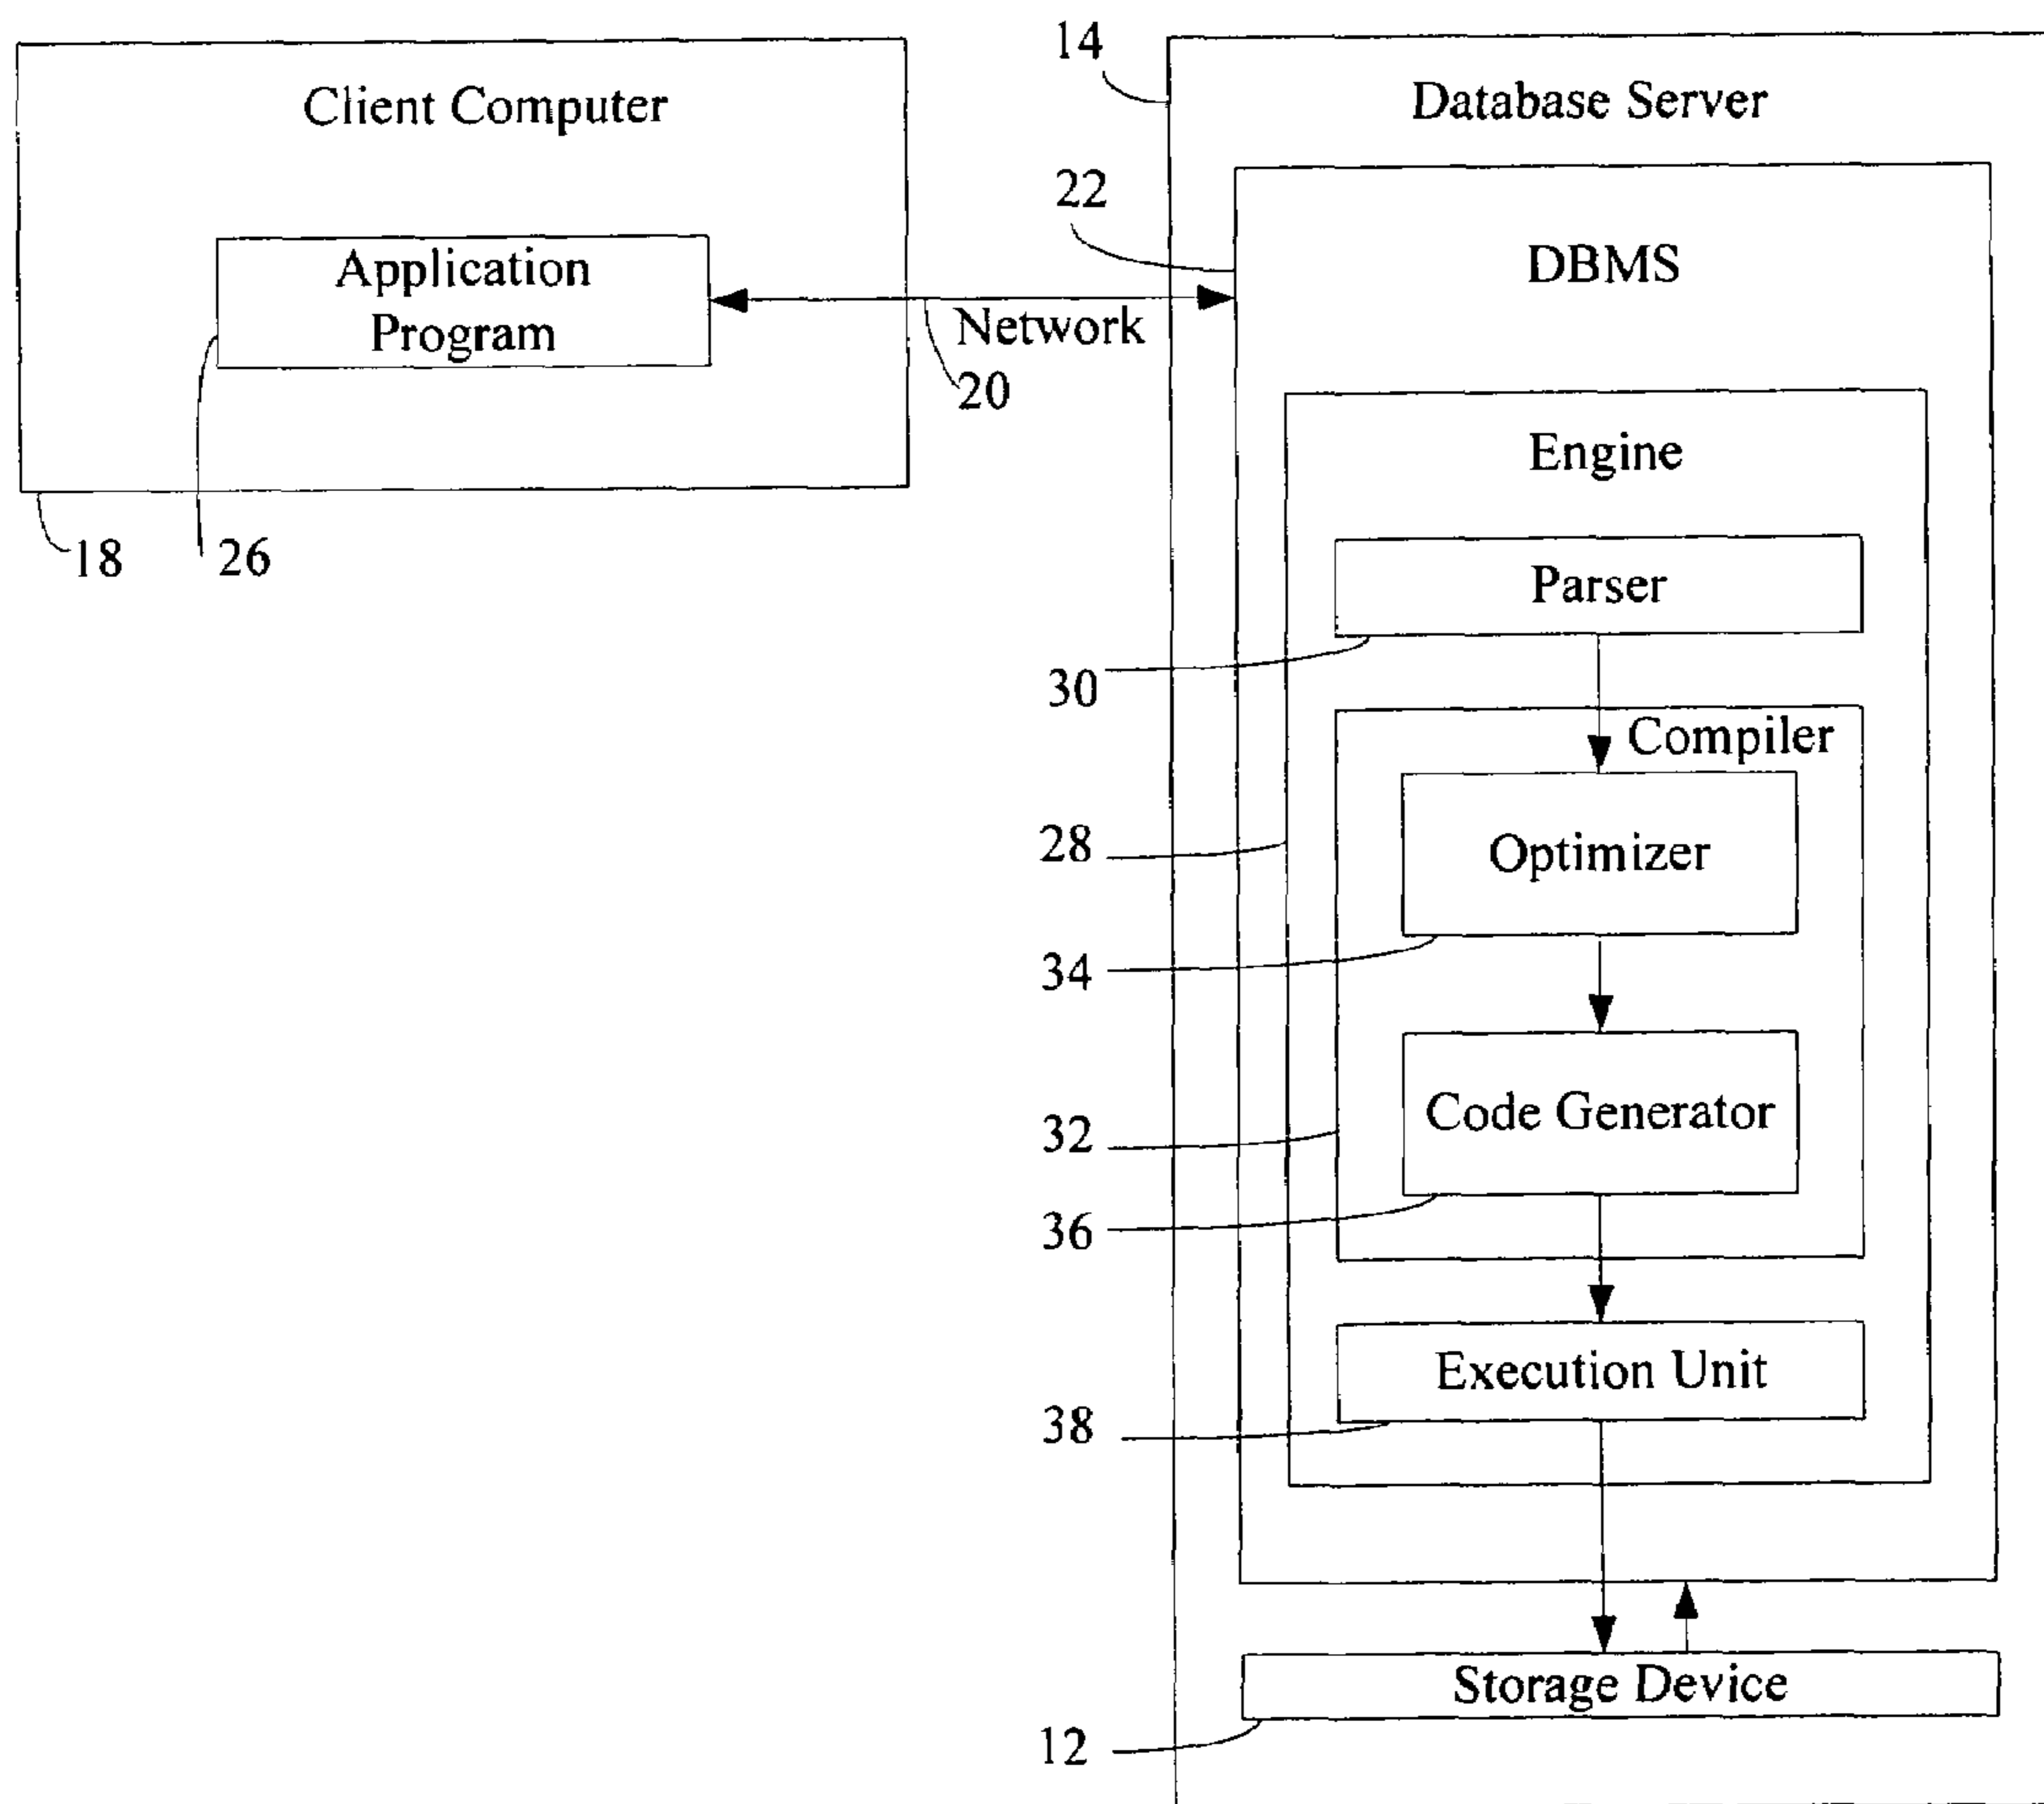 Client Computer
Application
Program
18
26
Network
20
14
Database Server
22
DBMS
Engine
Parser
30
Compiler
28
Optimizer
34
32
Code Generator
36
Execution Unit
38
Storage Device
12